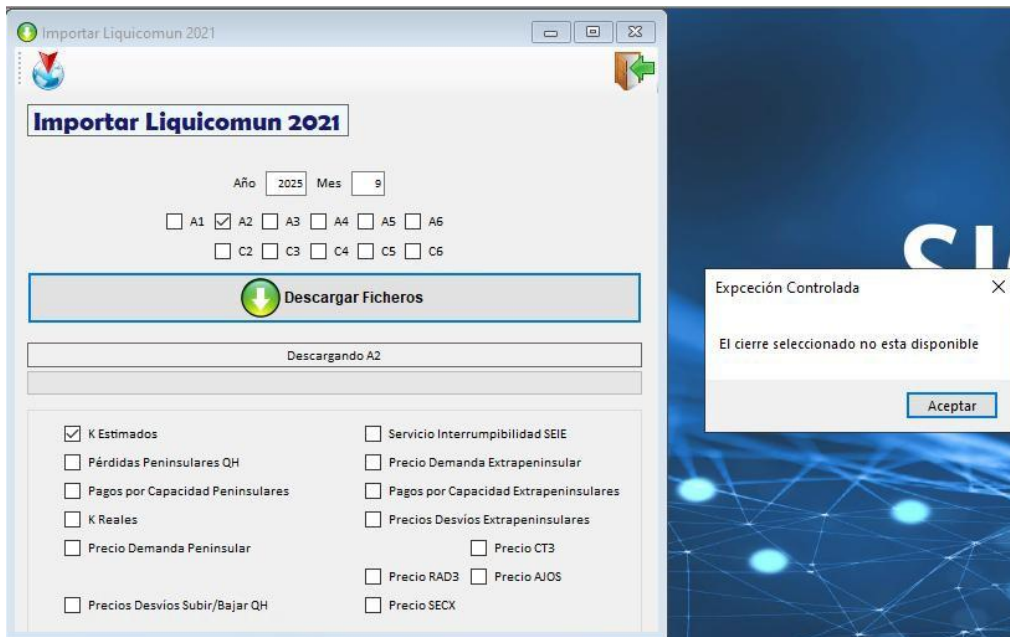 Importar Liquicomun 2021
Importar Liquicomun 2021
Año 2025 Mes 9
A1 A2 A3 A4 A5 A6
C2 C3 C4 C5 C6
Descargar Ficheros
Descargando A2
K Estimados Servicio Interrumpibilidad SEIE
Pérdidas Peninsulares QH Precio Demanda Extrapeninsular
Pagos por Capacidad Peninsulares Pagos por Capacidad Extrapeninsulares
K Reales Precios Desvíos Extrapeninsulares
Precio Demanda Peninsular Precio CT3
Precio RAD3 Precio AJOS
Precios Desvíos Subir/Bajar QH Precio SECX
Expceción Controlada
El cierre seleccionado no esta disponible
Aceptar